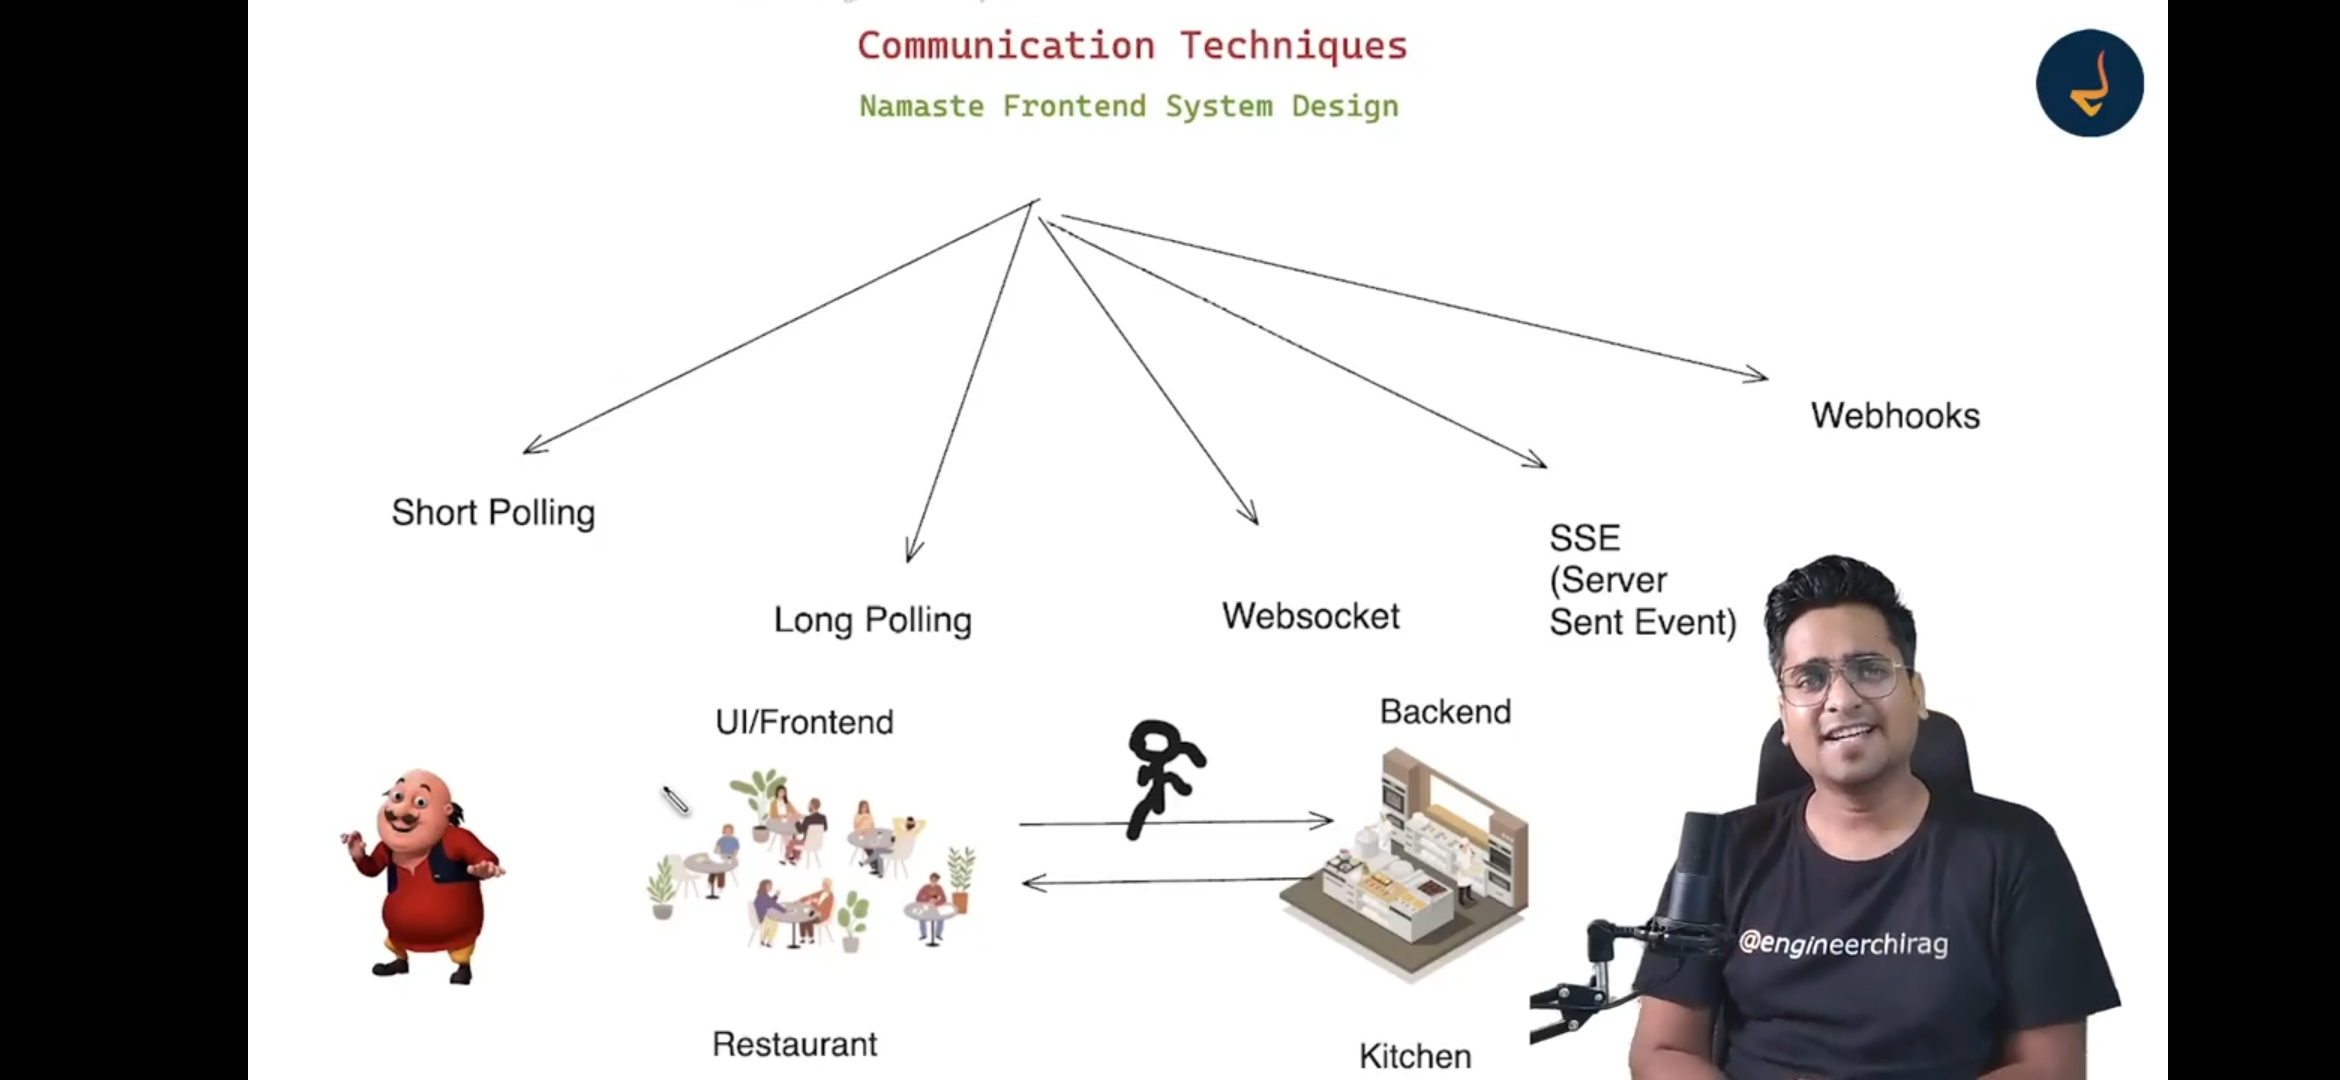 Communication Techniques
Namaste Frontend System Design
Webhooks
Short Polling
SSE
(Server
Sent Event)
Long Polling
Websocket
UI/Frontend
Backend
@engineerchirag
Restaurant
Kitchen